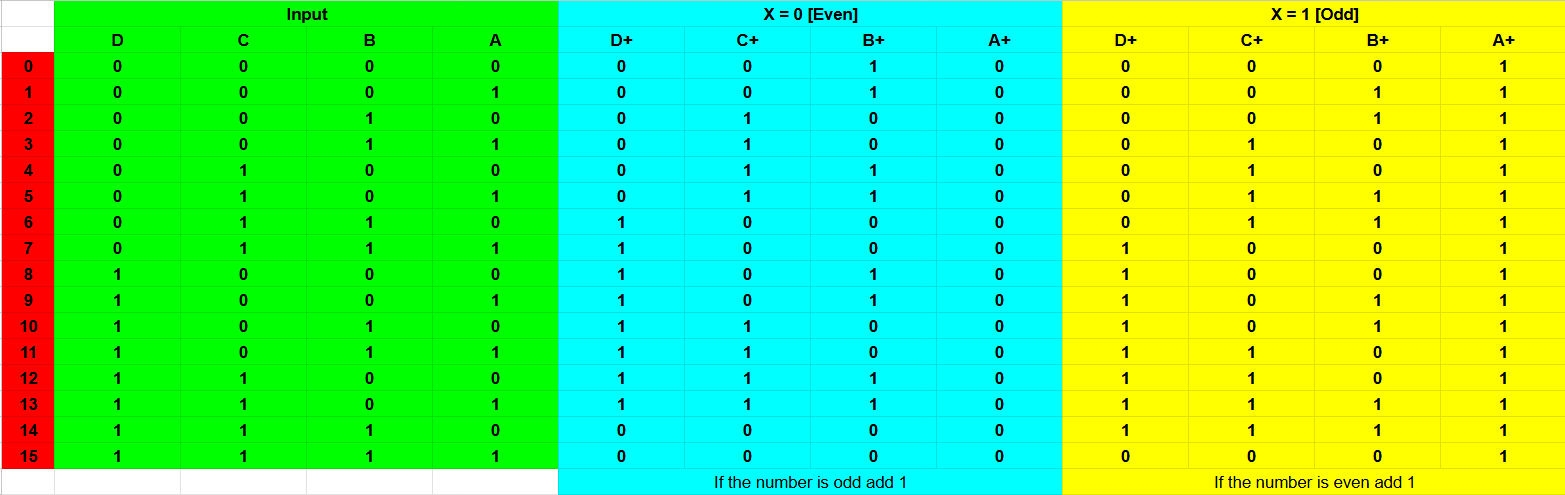 Input X = 0 [Even] X = 1 [Odd]
D C B A D+ C+ B+ A+ D+ C+ B+ A+
0 0 0 0 0 0 0 1 0 0 0 0 1
1 0 0 0 1 0 0 1 0 0 0 1 1
2 0 0 1 0 0 1 0 0 0 0 1 1
3 0 0 1 1 0 1 0 0 0 1 0 1
4 0 1 0 0 0 1 1 0 0 1 0 1
5 0 1 0 1 0 1 1 0 0 1 1 1
6 0 1 1 0 1 0 0 0 0 1 1 1
7 0 1 1 1 1 0 0 0 1 0 0 1
8 1 0 0 0 1 0 1 0 1 0 0 1
9 1 0 0 1 1 0 1 0 1 0 1 1
10 1 0 1 0 1 1 0 0 1 0 1 1
11 1 0 1 1 1 1 0 0 1 1 0 1
12 1 1 0 0 1 1 1 0 1 1 0 1
13 1 1 0 1 1 1 1 0 1 1 1 1
14 1 1 1 0 0 0 0 0 1 1 1 1
15 1 1 1 1 0 0 0 0 0 0 0 1
If the number is odd add 1 If the number is even add 1